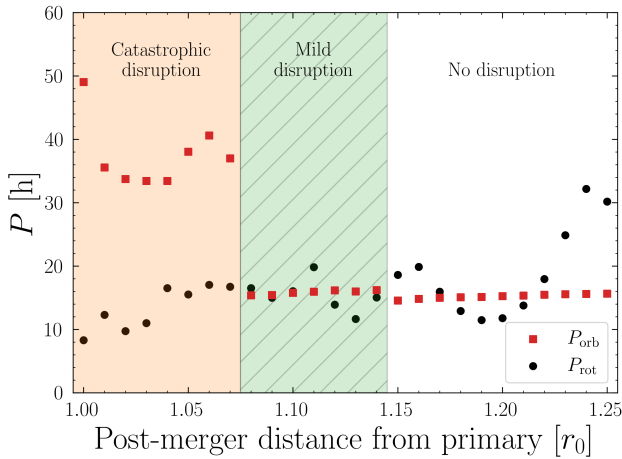 60
50
40
30
20
10
0
P [h]
Catastrophic
disruption
Mild
disruption
No disruption
P_orb
P_rot
1.00 1.05 1.10 1.15 1.20 1.25
Post-merger distance from primary [r_0]